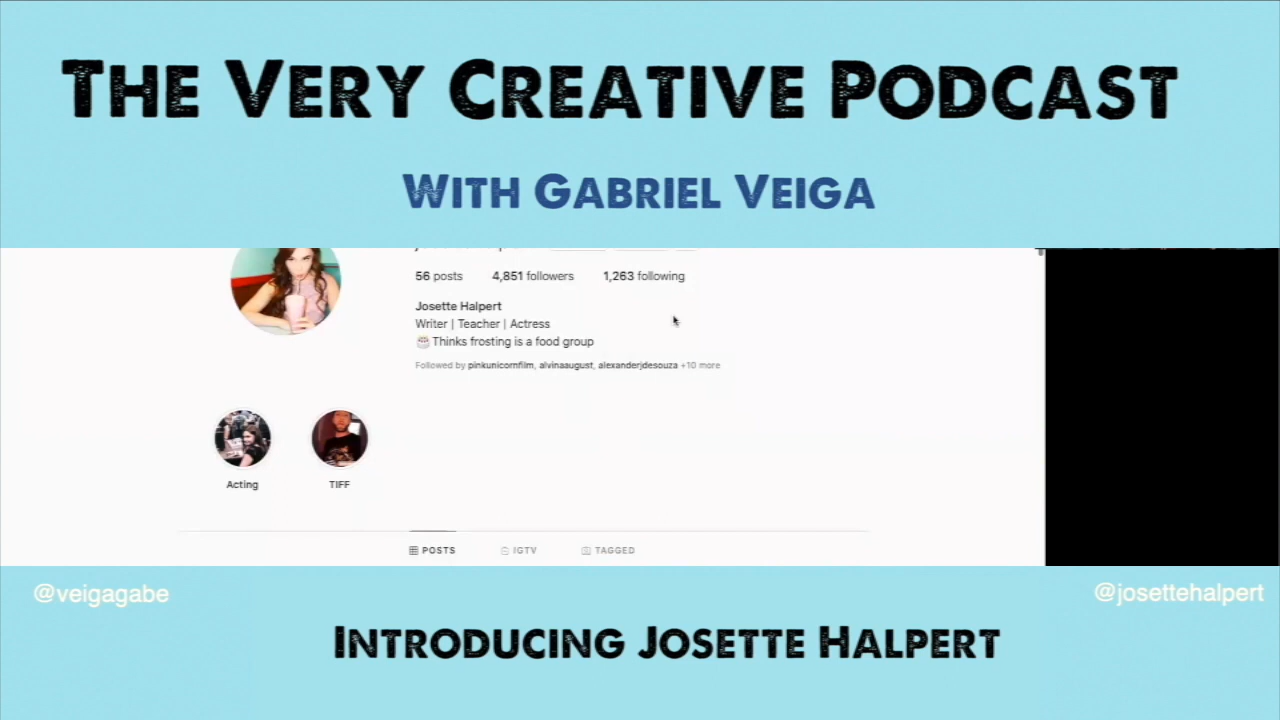 THE VERY CREATIVE PODCAST
WITH GABRIEL VEIGA
56 posts 4,851 followers 1,263 following
Josette Halpert
Writer | Teacher | Actress
🎂 Thinks frosting is a food group
Followed by pinkunicornfilm, alvinaaugust, alexanderjdesouza +10 more
Acting TIFF
POSTS IGTV TAGGED
@veigagabe @josettehalpert
INTRODUCING JOSETTE HALPERT